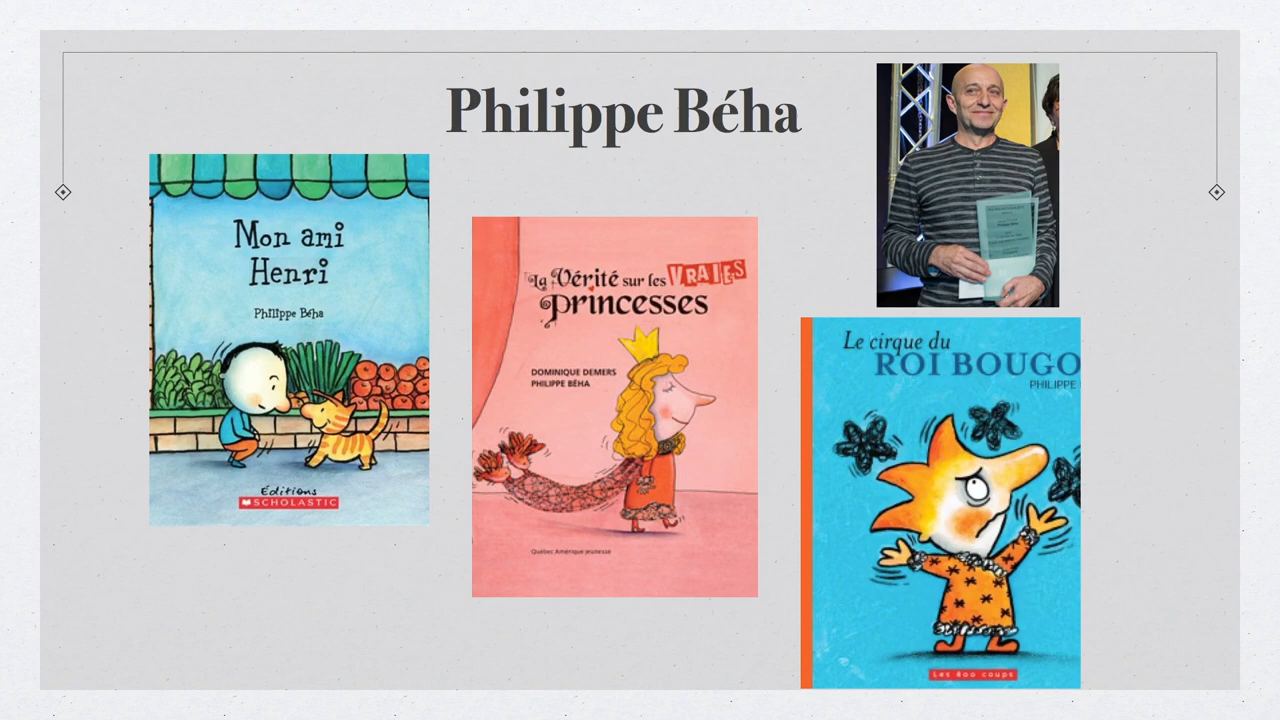 Philippe Béha
Mon ami
Henri
Philippe Béha
Éditions
SCHOLASTIC
La Vérité sur les VRAIES
Princesses
DOMINIQUE DEMERS
PHILIPPE BÉHA
Québec Amérique Jeunesse
Le cirque du
ROI BOUGO
PHILIPPE
Les 400 coups